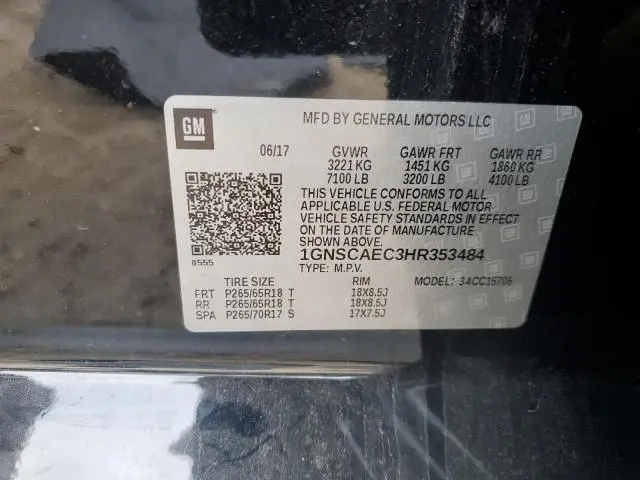 GM
MFD BY GENERAL MOTORS LLC
06/17 GVWR GAWR FRT GAWR RR
3221 KG 1451 KG 1860 KG
7100 LB 3200 LB 4100 LB
THIS VEHICLE CONFORMS TO ALL
APPLICABLE U.S. FEDERAL MOTOR
VEHICLE SAFETY STANDARDS IN EFFECT
ON THE DATE OF MANUFACTURE
SHOWN ABOVE.
8555
1GNSCAEC3HR353484
TYPE: M.P.V. MODEL: 34CC15706
TIRE SIZE RIM
FRT P265/65R18 T 18X8.5J
RR P265/65R18 T 18X8.5J
SPA P265/70R17 S 17X7.5J